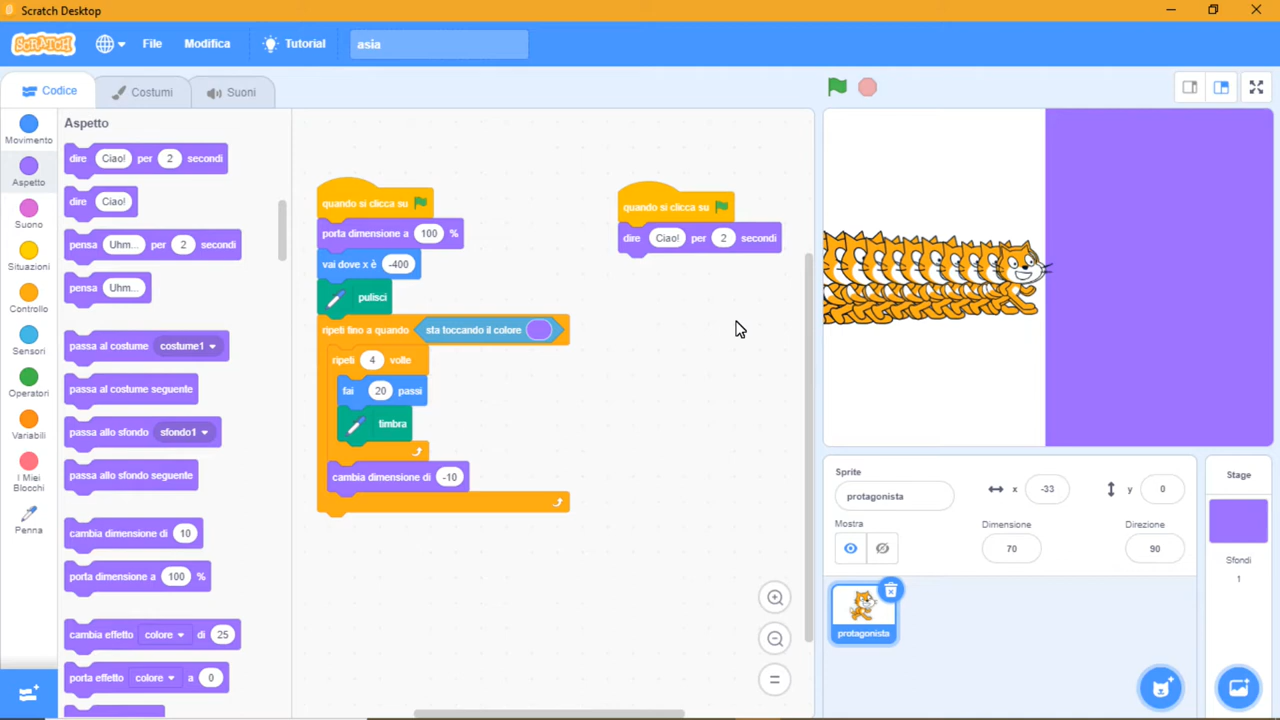 Scratch Desktop
SCRATCH
File
Modifica
Tutorial
asia
Codice
Costumi
Suoni
Movimento
Aspetto
Suono
Situazioni
Controllo
Sensori
Operatori
Variabili
I Miei
Blocchi
Penna
Aspetto
dire Ciao! per 2 secondi
dire Ciao!
pensa Uhm... per 2 secondi
pensa Uhm...
passa al costume costume1
passa al costume seguente
passa allo sfondo sfondo1
passa allo sfondo seguente
cambia dimensione di 10
porta dimensione a 100 %
cambia effetto colore di 25
porta effetto colore a 0
quando si clicca su
porta dimensione a 100 %
vai dove x è -400
pulisci
ripeti fino a quando sta toccando il colore
ripeti 4 volte
fai 20 passi
timbra
cambia dimensione di -10
quando si clicca su
dire Ciao! per 2 secondi
Sprite
protagonista
x -33
y 0
Mostra
Dimensione
70
Direzione
90
protagonista
Stage
Sfondi
1